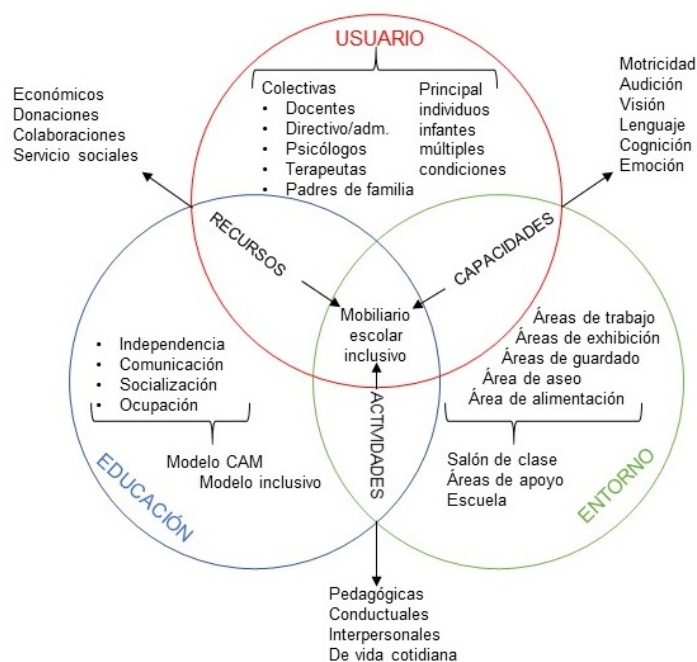 USUARIO
Colectivas
• Docentes
• Directivo/adm.
• Psicólogos
• Terapeutas
• Padres de familia
Principal
individuos
infantes
múltiples
condiciones
Económicos
Donaciones
Colaboraciones
Servicio sociales
Motricidad
Audición
Visión
Lenguaje
Cognición
Emoción
RECURSOS
CAPACIDADES
Mobiliario
escolar
inclusivo
• Independencia
• Comunicación
• Socialización
• Ocupación
Modelo CAM
Modelo inclusivo
EDUCACIÓN
ACTIVIDADES
Áreas de trabajo
Áreas de exhibición
Áreas de guardado
Área de aseo
Área de alimentación
Salón de clase
Áreas de apoyo
Escuela
ENTORNO
Pedagógicas
Conductuales
Interpersonales
De vida cotidiana